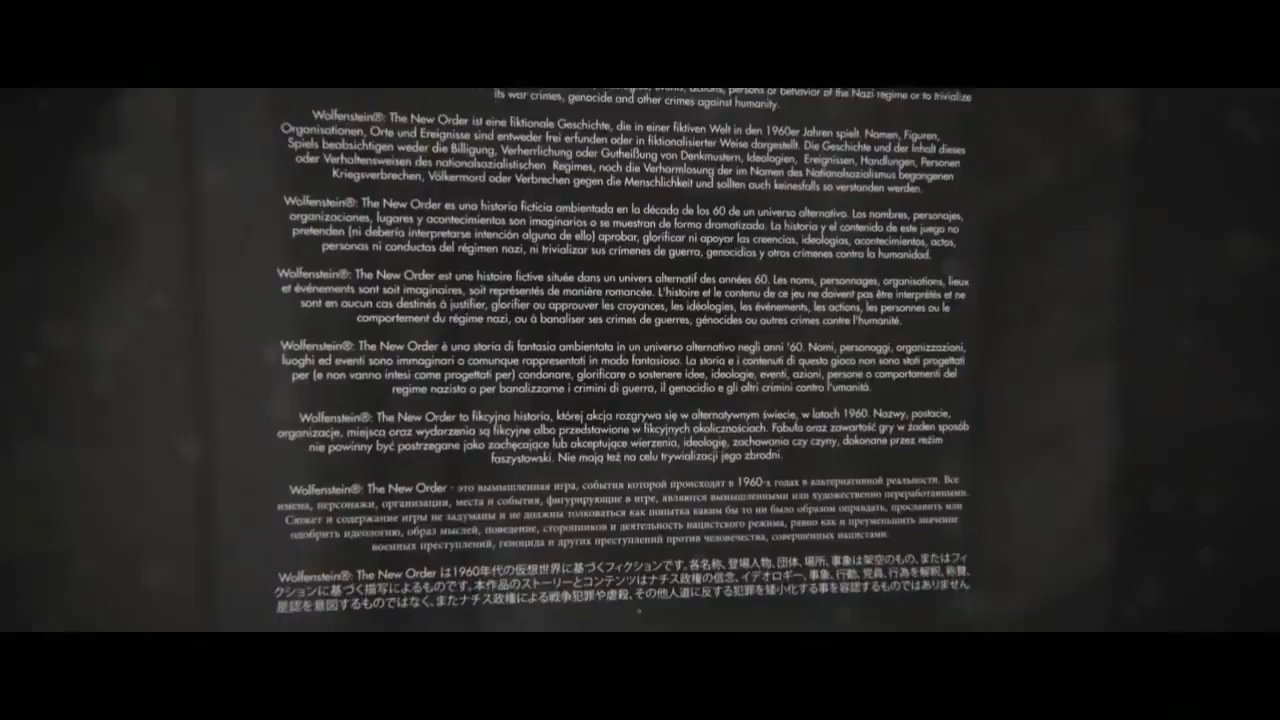 persons or behavior of the Nazi regime or to trivialize
its war crimes, genocide and other crimes against humanity.
Wolfenstein®: The New Order ist eine fiktionale Geschichte, die in einer fiktiven Welt in den 1960er Jahren spielt. Namen, Figuren,
Organisationen, Orte und Ereignisse sind entweder frei erfunden oder in fiktionalisierter Weise dargestellt. Die Geschichte und der Inhalt dieses
Spiels beabsichtigen weder die Billigung, Verherrlichung oder Gutheißung von Denkmustern, Ideologien, Ereignissen, Handlungen, Personen
oder Verhaltensweisen des nationalsozialistischen Regimes, noch die Verharmlosung der im Namen des Nationalsozialismus begangenen
Kriegsverbrechen, Völkermord oder Verbrechen gegen die Menschlichkeit und sollten auch keinesfalls so verstanden werden.
Wolfenstein®: The New Order es una historia ficticia ambientada en la década de los 60 de un universo alternativo. Los nombres, personajes,
organizaciones, lugares y acontecimientos son imaginarios o se muestran de forma dramatizada. La historia y el contenido de este juego no
pretenden (ni debería interpretarse intención alguna de ello) aprobar, glorificar ni apoyar las creencias, ideologías, acontecimientos, actos,
personas ni conductas del régimen nazi, ni trivializar sus crímenes de guerra, genocidios y otros crímenes contra la humanidad.
Wolfenstein®: The New Order est une histoire fictive située dans un univers alternatif des années 60. Les noms, personnages, organisations, lieux
et événements sont soit imaginaires, soit représentés de manière romancée. L'histoire et le contenu de ce jeu ne doivent pas être interprétés et ne
sont en aucun cas destinés à justifier, glorifier ou approuver les croyances, les idéologies, les événements, les actions, les personnes ou le
comportement du régime nazi, ou à banaliser ses crimes de guerres, génocides ou autres crimes contre l'humanité.
Wolfenstein®: The New Order è una storia di fantasia ambientata in un universo alternativo negli anni '60. Nomi, personaggi, organizzazioni,
luoghi ed eventi sono immaginari o comunque rappresentati in modo fantasioso. La storia e i contenuti di questo gioco non sono stati progettati
per (e non vanno intesi come progettati per) condonare, glorificare o sostenere idee, ideologie, eventi, azioni, persone o comportamenti del
regime nazista o per banalizzarne i crimini di guerra, il genocidio e gli altri crimini contro l'umanità.
Wolfenstein®: The New Order to fikcyjna historia, której akcja rozgrywa się w alternatywnym świecie, w latach 1960. Nazwy, postacie,
organizacje, miejsca oraz wydarzenia są fikcyjne albo przedstawione w fikcyjnych okolicznościach. Fabuła oraz zawartość gry w żaden sposób
nie powinny być postrzegane jako zachęcające lub akceptujące wierzenia, ideologię, zachowania czy czyny, dokonane przez reżim
faszystowski. Nie mają też na celu trywializacji jego zbrodni.
Wolfenstein®: The New Order - это вымышленная игра, события которой происходят в 1960-х годах в альтернативной реальности. Все
имена, персонажи, организации, места и события, фигурирующие в игре, являются вымышленными или художественно переработанными.
Сюжет и содержание игры не задуманы и не должны толковаться как попытка каким бы то ни было образом оправдать, прославить или
одобрить идеологию, образ мыслей, поведение, сторонников и деятельность нацистского режима, равно как и преуменьшить значение
военных преступлений, геноцида и других преступлений против человечества, совершенных нацистами.
Wolfenstein®: The New Order は1960年代の仮想世界に基づくフィクションです。各名称、登場人物、団体、場所、事象は架空のもの、またはフィ
クションに基づく描写によるものです。本作品のストーリーとコンテンツはナチス政権の信念、イデオロギー、事象、行動、党員、行為を解釈、称賛、
是認を意図するものではなく、またナチス政権による戦争犯罪や虐殺、その他人道に反する犯罪を矮小化する事を容認するものではありません